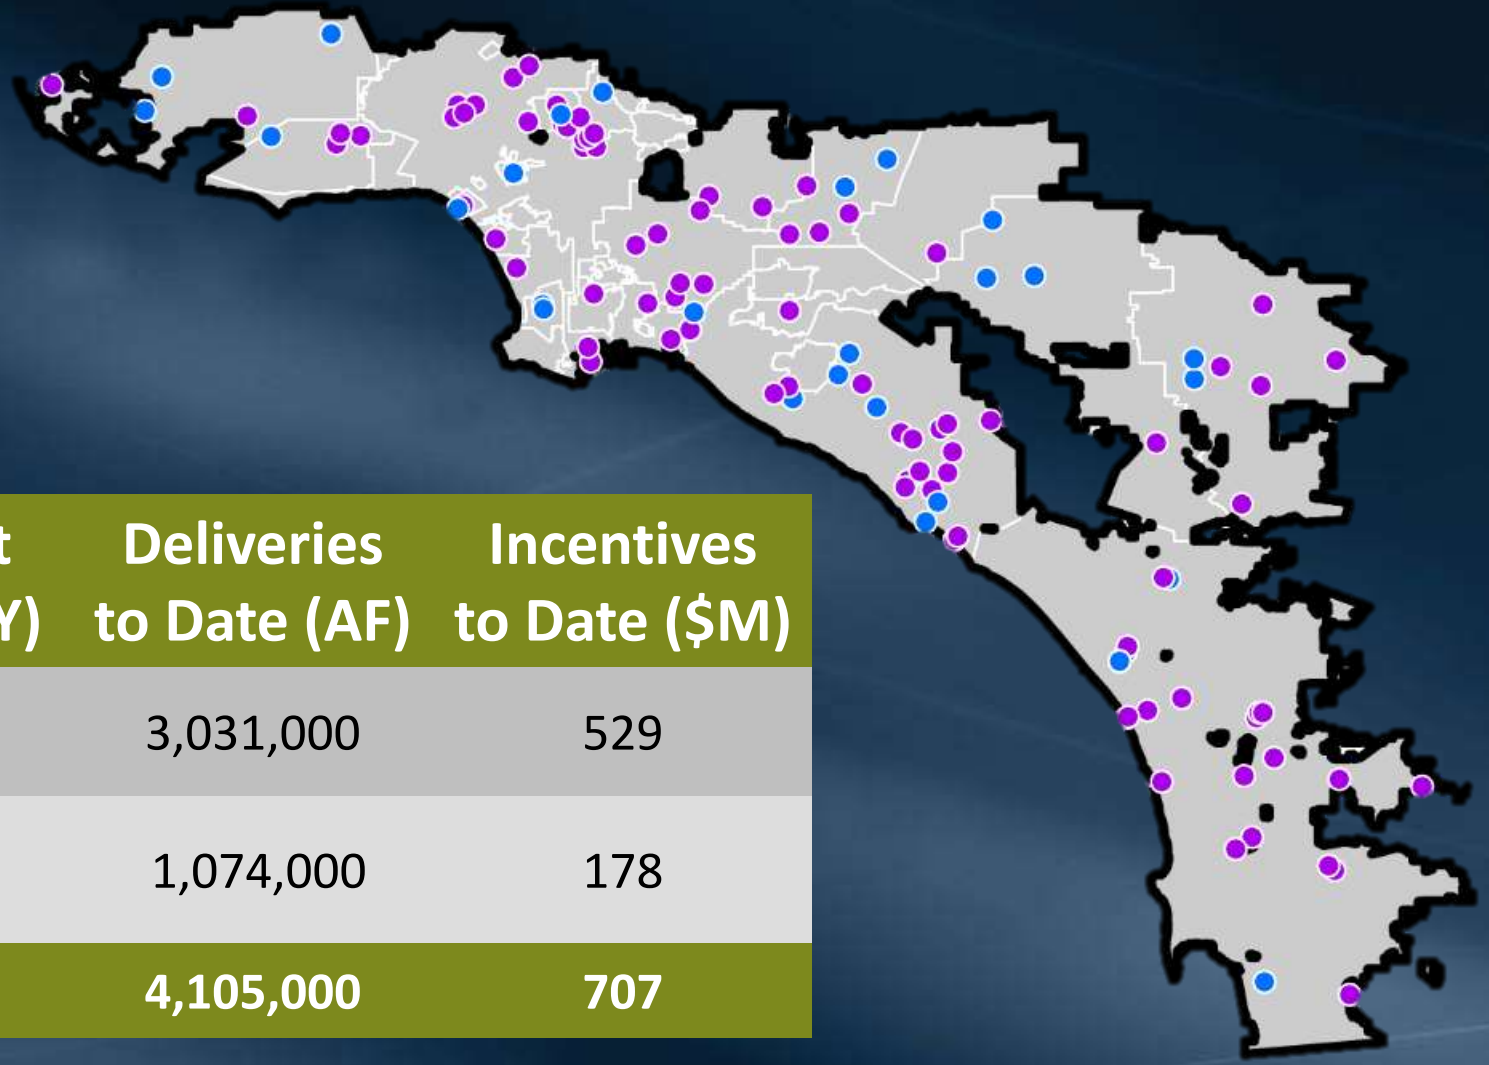 t Deliveries Incentives
Y) to Date (AF) to Date ($M)
3,031,000 529
1,074,000 178
4,105,000 707